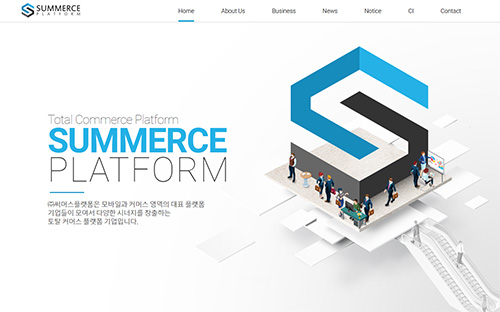 SUMMERCE
PLATFORM
Home About Us Business News Notice CI Contact
Total Commerce Platform
SUMMERCE
PLATFORM
㈜써머스플랫폼은 모바일과 커머스 영역의 대표 플랫폼
기업들이 모여서 다양한 시너지를 창출하는
토탈 커머스 플랫폼 기업입니다.